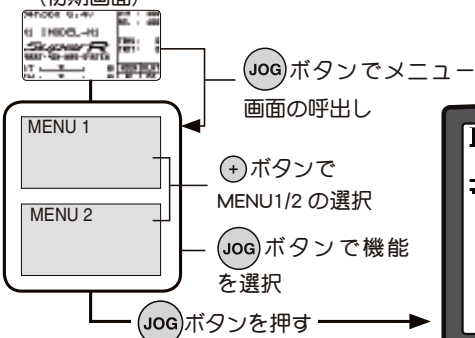 (初期画面)
JOGボタンでメニュー
画面の呼出し
MENU 1
+ボタンで
MENU1/2 の選択
MENU 2
JOGボタンで機能
を選択
JOGボタンを押す